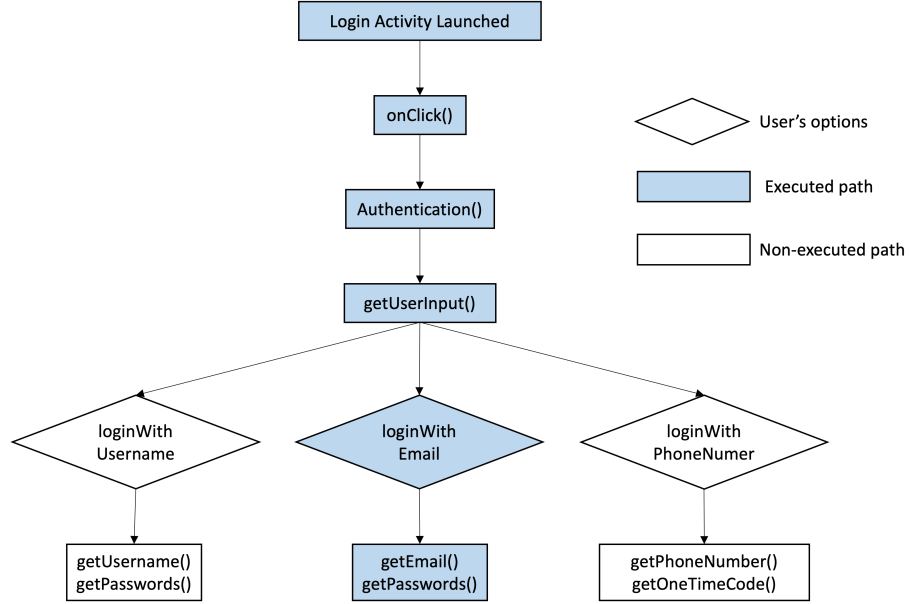 Login Activity Launched
onClick()
User's options
Executed path
Authentication()
Non-executed path
getUserInput()
loginWith
Username
loginWith
Email
loginWith
PhoneNumer
getUsername()
getPasswords()
getEmail()
getPasswords()
getPhoneNumber()
getOneTimeCode()